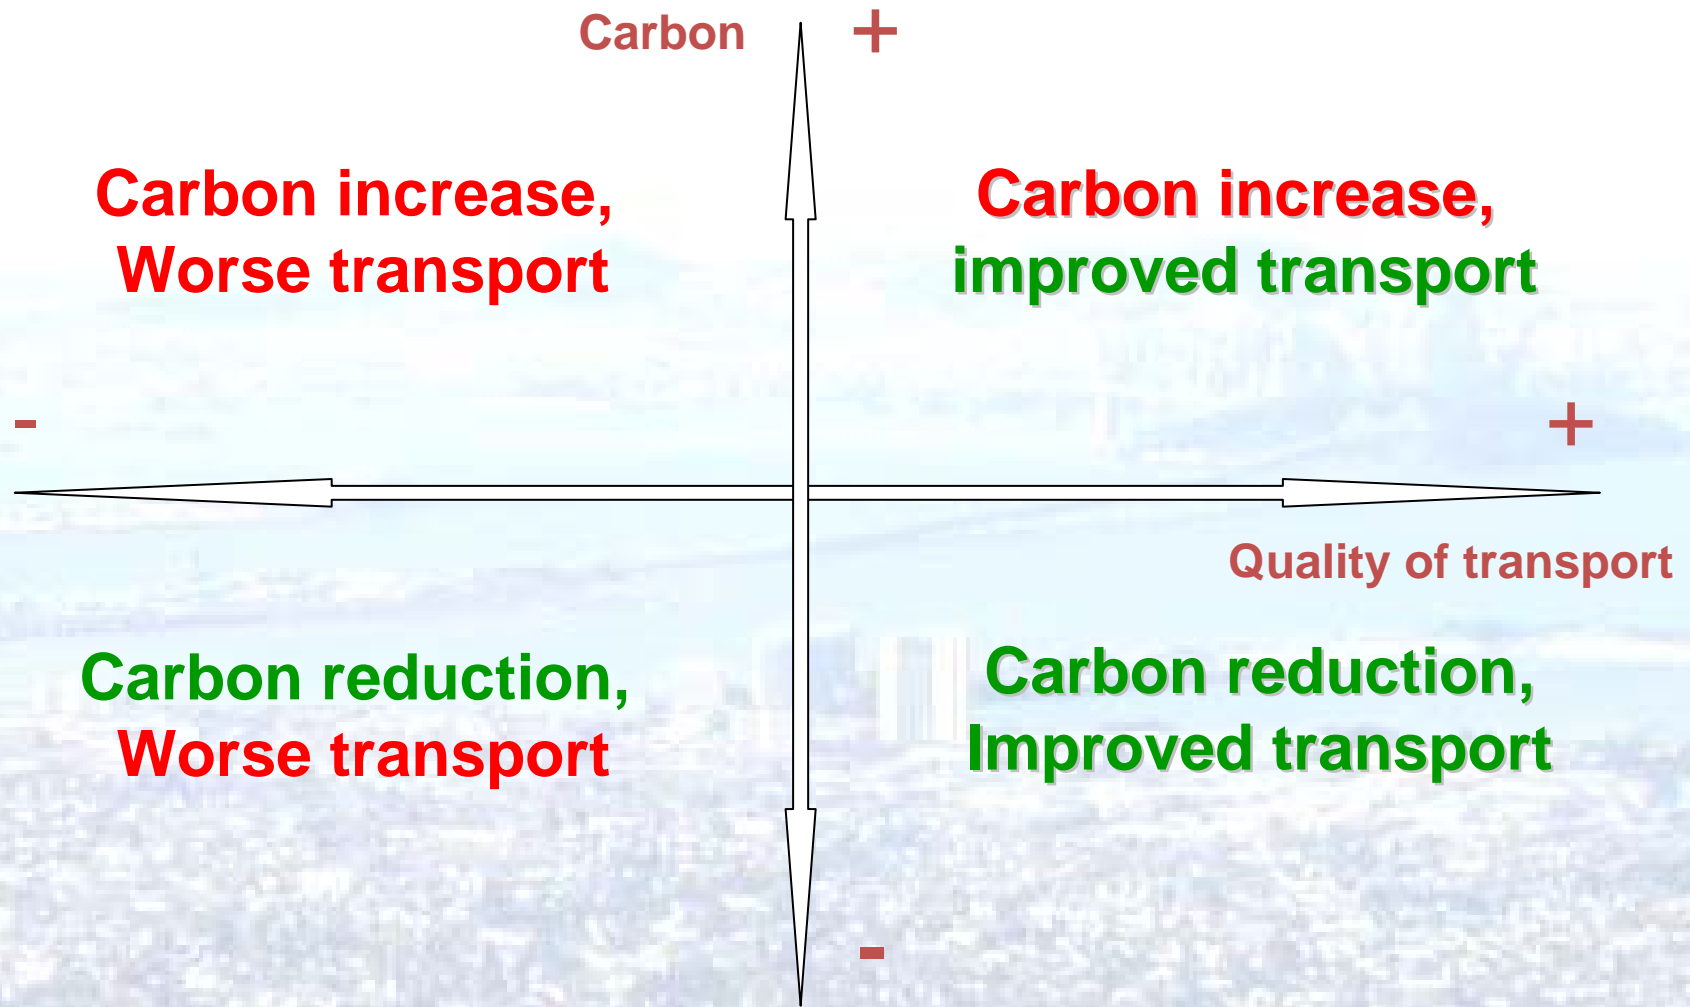 Carbon +
Carbon increase,
Worse transport
Carbon increase,
improved transport
-
+
Quality of transport
Carbon reduction,
Worse transport
Carbon reduction,
Improved transport
-